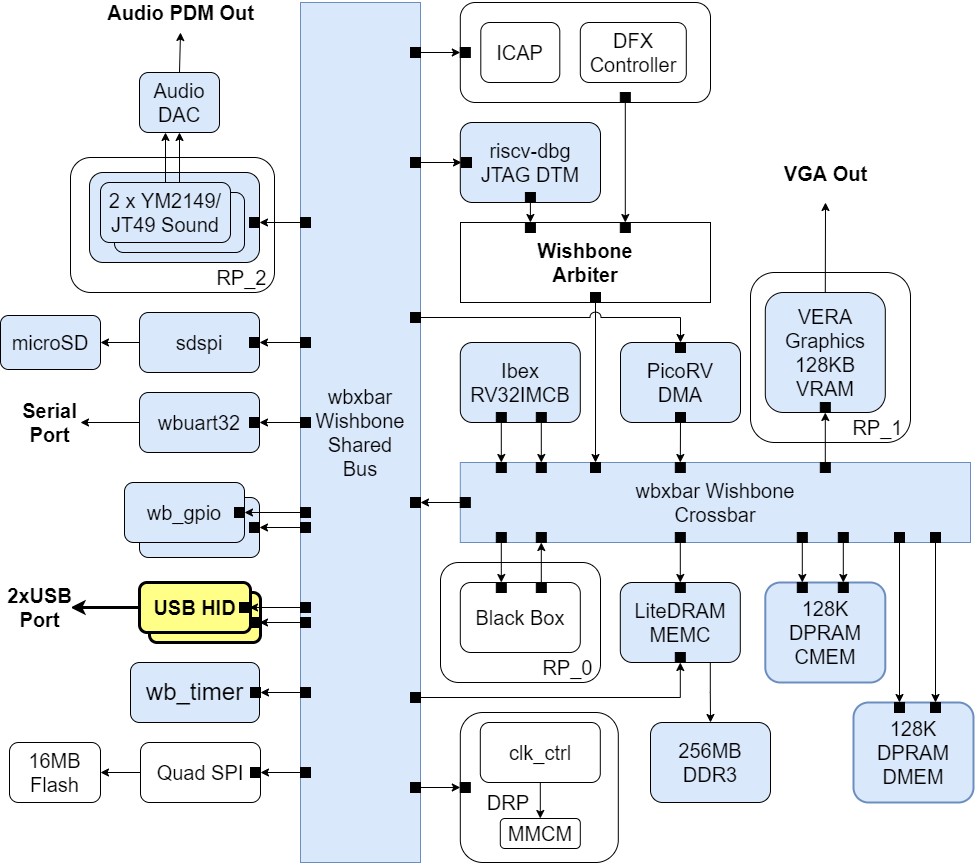 Audio PDM Out
Audio
DAC
2 x YM2149/
JT49 Sound
RP_2
microSD
sdspi
Serial
Port
wbuart32
wb_gpio
2xUSB
Port
USB HID
wb_timer
16MB
Flash
Quad SPI
wbxbar
Wishbone
Shared
Bus
ICAP
DFX
Controller
riscv-dbg
JTAG DTM
Wishbone
Arbiter
VGA Out
VERA
Graphics
128KB
VRAM
RP_1
Ibex
RV32IMCB
PicoRV
DMA
wbxbar Wishbone
Crossbar
Black Box
RP_0
LiteDRAM
MEMC
128K
DPRAM
CMEM
128K
DPRAM
DMEM
256MB
DDR3
clk_ctrl
DRP
MMCM